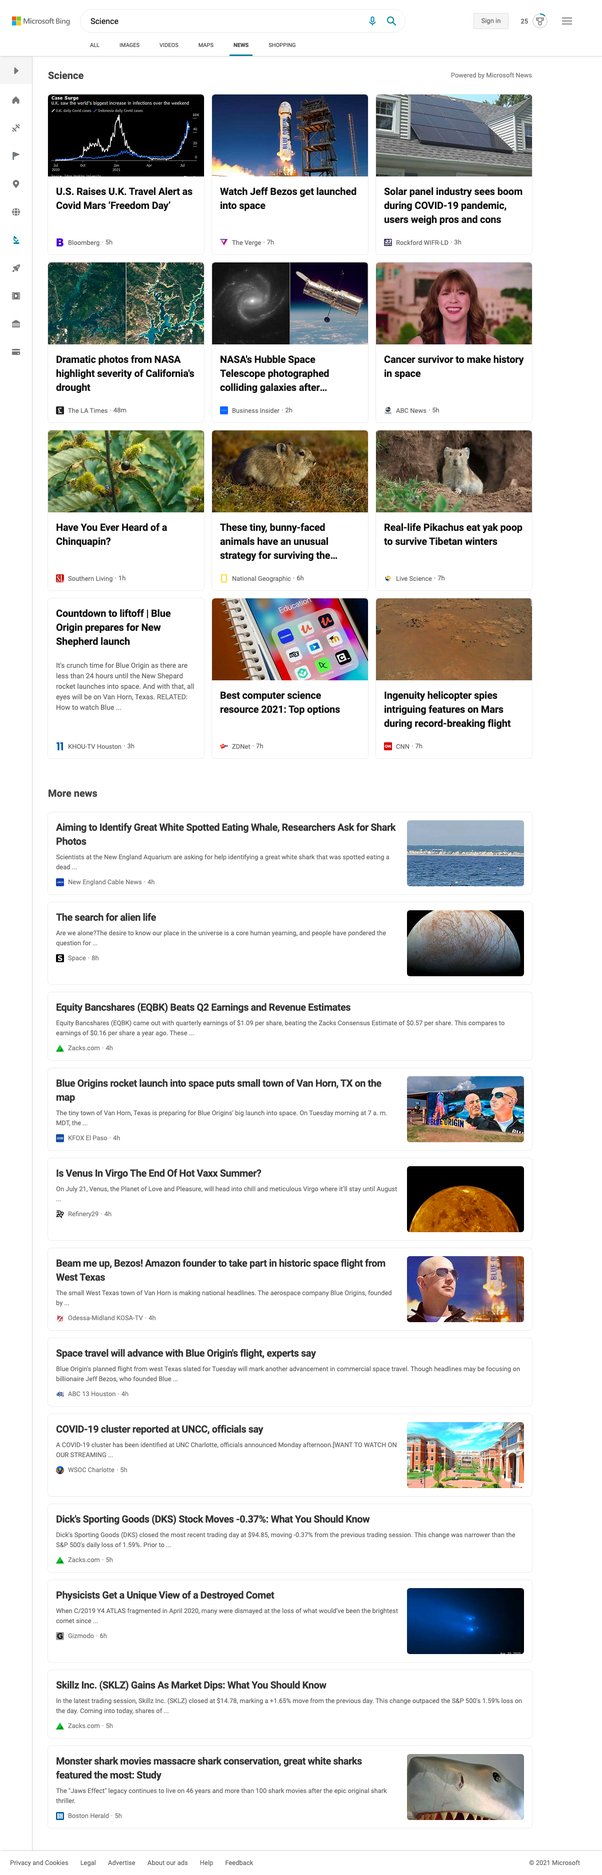 Microsoft Bing
Science
Sign in
25
ALL
IMAGES
VIDEOS
MAPS
NEWS
SHOPPING
Science
Powered by Microsoft News
Case Surge
U.K. saw the world's biggest increase in infections over the weekend
U.S. Raises U.K. Travel Alert as
Covid Mars 'Freedom Day'
Bloomberg · 5h
Watch Jeff Bezos get launched
into space
The Verge · 7h
Solar panel industry sees boom
during COVID-19 pandemic,
users weigh pros and cons
Rockford WIFR-LD · 3h
Dramatic photos from NASA
highlight severity of California's
drought
The LA Times · 48m
NASA's Hubble Space
Telescope photographed
colliding galaxies after...
Business Insider · 2h
Cancer survivor to make history
in space
ABC News · 5h
Have You Ever Heard of a
Chinquapin?
Southern Living · 1h
These tiny, bunny-faced
animals have an unusual
strategy for surviving the...
National Geographic · 6h
Real-life Pikachus eat yak poop
to survive Tibetan winters
Live Science · 7h
Countdown to liftoff | Blue
Origin prepares for New
Shepherd launch
It's crunch time for Blue Origin as there are
less than 24 hours until the New Shepard
rocket launches into space. And with that, all
eyes will be on Van Horn, Texas. RELATED:
How to watch Blue ...
KHOU-TV Houston · 3h
Education
Best computer science
resource 2021: Top options
ZDNet · 7h
Ingenuity helicopter spies
intriguing features on Mars
during record-breaking flight
CNN · 7h
More news
Aiming to Identify Great White Spotted Eating Whale, Researchers Ask for Shark
Photos
Scientists at the New England Aquarium are asking for help identifying a great white shark that was spotted eating a
dead ...
New England Cable News · 4h
The search for alien life
Are we alone?The desire to know our place in the universe is a core human yearning, and people have pondered the
question for ...
Space · 8h
Equity Bancshares (EQBK) Beats Q2 Earnings and Revenue Estimates
Equity Bancshares (EQBK) came out with quarterly earnings of $1.09 per share, beating the Zacks Consensus Estimate of $0.57 per share. This compares to
earnings of $0.16 per share a year ago. These ...
Zacks.com · 4h
Blue Origins rocket launch into space puts small town of Van Horn, TX on the
map
The tiny town of Van Horn, Texas is preparing for Blue Origins' big launch into space. On Tuesday morning at 7 a. m.
MDT, the ...
KFOX El Paso · 4h
BLUE ORIGIN
Is Venus In Virgo The End Of Hot Vaxx Summer?
On July 21, Venus, the Planet of Love and Pleasure, will head into chill and meticulous Virgo where it'll stay until August
...
Refinery29 · 4h
Beam me up, Bezos! Amazon founder to take part in historic space flight from
West Texas
The small West Texas town of Van Horn is making national headlines. The aerospace company Blue Origins, founded
by ...
Odessa-Midland KOSA-TV · 4h
Space travel will advance with Blue Origin's flight, experts say
Blue Origin's planned flight from west Texas slated for Tuesday will mark another advancement in commercial space travel. Though headlines may be focusing on
billionaire Jeff Bezos, who founded Blue ...
ABC 13 Houston · 4h
COVID-19 cluster reported at UNCC, officials say
A COVID-19 cluster has been identified at UNC Charlotte, officials announced Monday afternoon.[WANT TO WATCH ON
OUR STREAMING ...
WSOC Charlotte · 5h
Dick's Sporting Goods (DKS) Stock Moves -0.37%: What You Should Know
Dick's Sporting Goods (DKS) closed the most recent trading day at $94.85, moving -0.37% from the previous trading session. This change was narrower than the
S&P 500's daily loss of 1.59%. Prior to ...
Zacks.com · 5h
Physicists Get a Unique View of a Destroyed Comet
When C/2019 Y4 ATLAS fragmented in April 2020, many were dismayed at the loss of what would've been the brightest
comet since ...
Gizmodo · 6h
Skillz Inc. (SKLZ) Gains As Market Dips: What You Should Know
In the latest trading session, Skillz Inc. (SKLZ) closed at $14.78, marking a +1.65% move from the previous day. This change outpaced the S&P 500's 1.59% loss on
the day. Coming into today, shares of ...
Zacks.com · 5h
Monster shark movies massacre shark conservation, great white sharks
featured the most: Study
The "Jaws Effect" legacy continues to live on 46 years and more than 100 shark movies after the epic original shark
thriller.
Boston Herald · 5h
Privacy and Cookies
Legal
Advertise
About our ads
Help
Feedback
© 2021 Microsoft